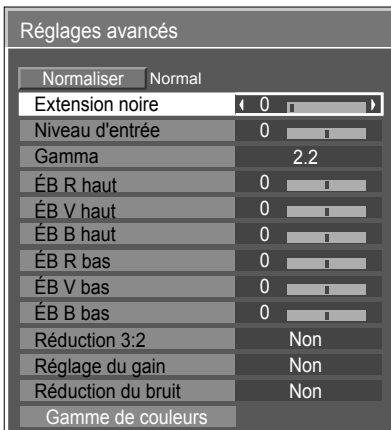 Réglages avancés
Normaliser Normal
Extension noire 0
Niveau d'entrée 0
Gamma 2.2
ÉB R haut 0
ÉB V haut 0
ÉB B haut 0
ÉB R bas 0
ÉB V bas 0
ÉB B bas 0
Réduction 3:2 Non
Réglage du gain Non
Réduction du bruit Non
Gamme de couleurs